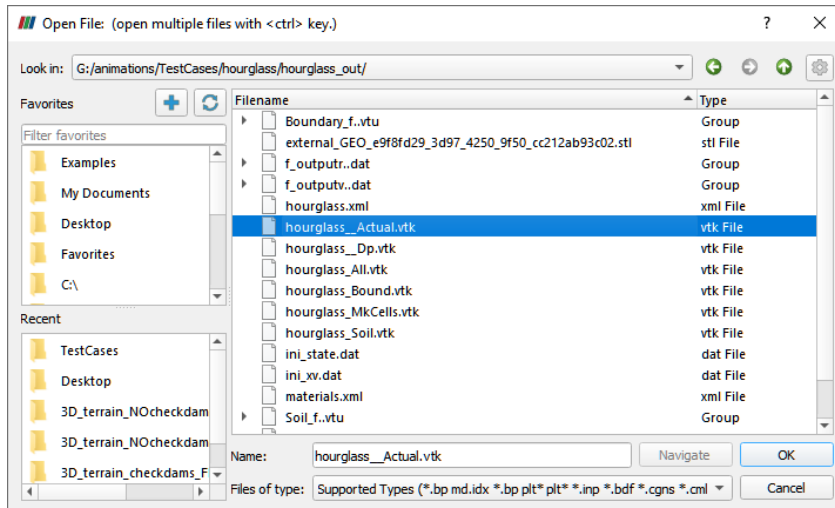 Open File: (open multiple files with <ctrl> key.)
Look in: G:/animations/TestCases/hourglass/hourglass_out/
Favorites
Filter favorites
Examples
My Documents
Desktop
Favorites
C:\
Recent
TestCases
Desktop
3D_terrain_NOcheckdam
3D_terrain_NOcheckdam
3D_terrain_checkdams_F
Filename Type
Boundary_f..vtu Group
external_GEO_e9f8fd29_3d97_4250_9f50_cc212ab93c02.stl stl File
f_outputr..dat Group
f_outputv..dat Group
hourglass.xml xml File
hourglass__Actual.vtk vtk File
hourglass__Dp.vtk vtk File
hourglass_All.vtk vtk File
hourglass_Bound.vtk vtk File
hourglass_MkCells.vtk vtk File
hourglass_Soil.vtk vtk File
ini_state.dat dat File
ini_xv.dat dat File
materials.xml xml File
Soil_f..vtu Group
Name: hourglass__Actual.vtk Navigate OK
Files of type: Supported Types (*.bp md.idx *.bp plt* plt* *.inp *.bdf *.cgns *.cml Cancel